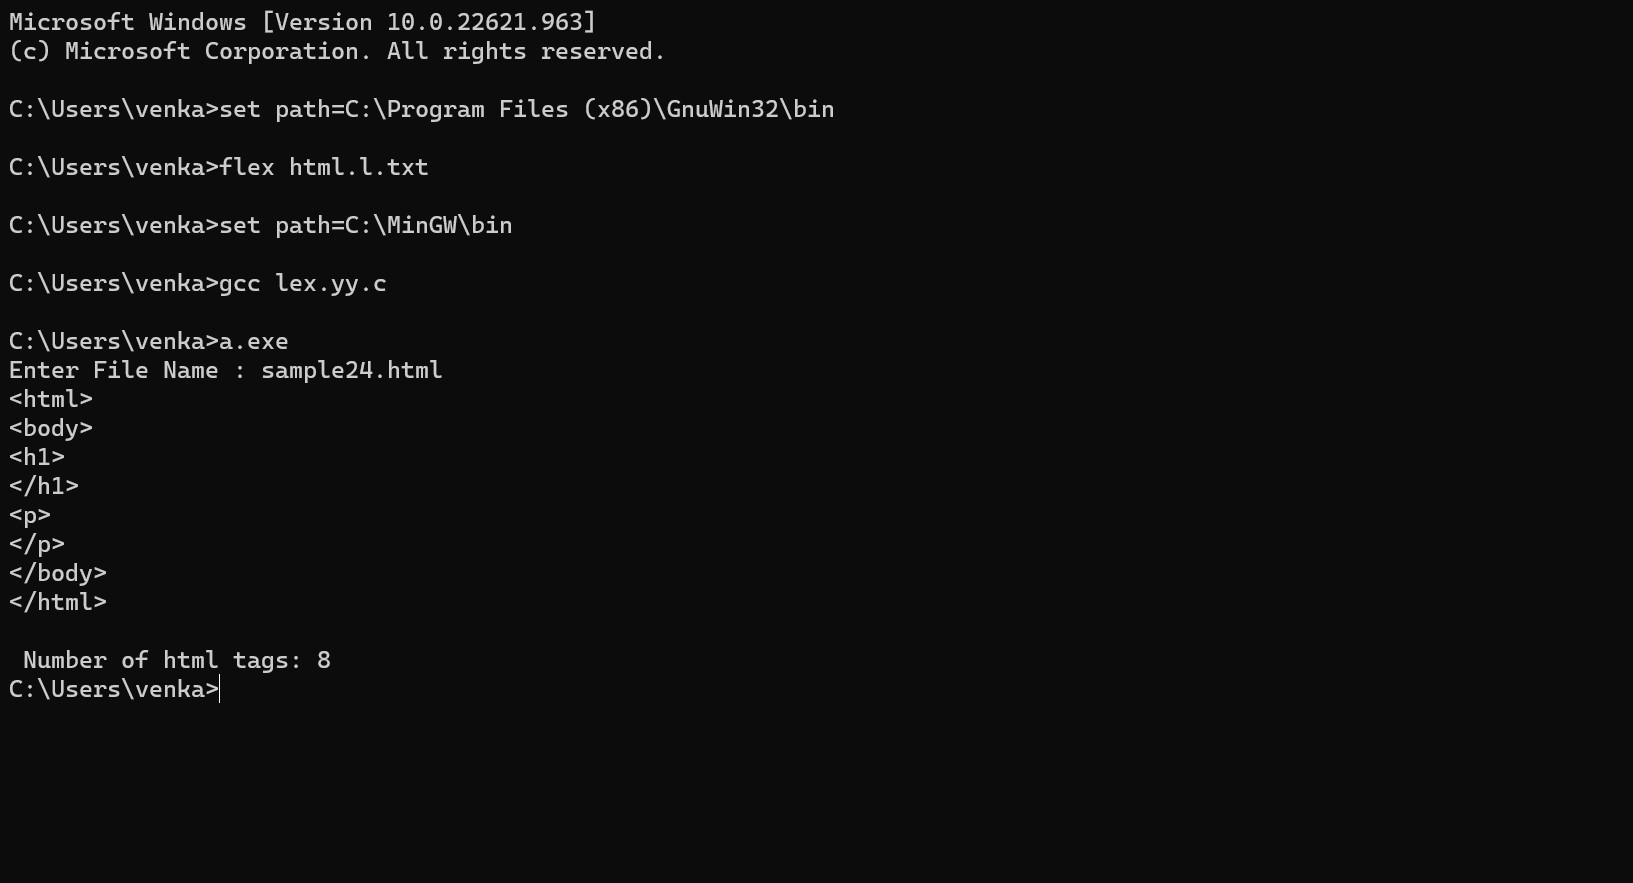 Microsoft Windows [Version 10.0.22621.963]
(c) Microsoft Corporation. All rights reserved.
C:\Users\venka>set path=C:\Program Files (x86)\GnuWin32\bin
C:\Users\venka>flex html.l.txt
C:\Users\venka>set path=C:\MinGW\bin
C:\Users\venka>gcc lex.yy.c
C:\Users\venka>a.exe
Enter File Name : sample24.html
<html>
<body>
<h1>
</h1>
<p>
</p>
</body>
</html>
 Number of html tags: 8
C:\Users\venka>